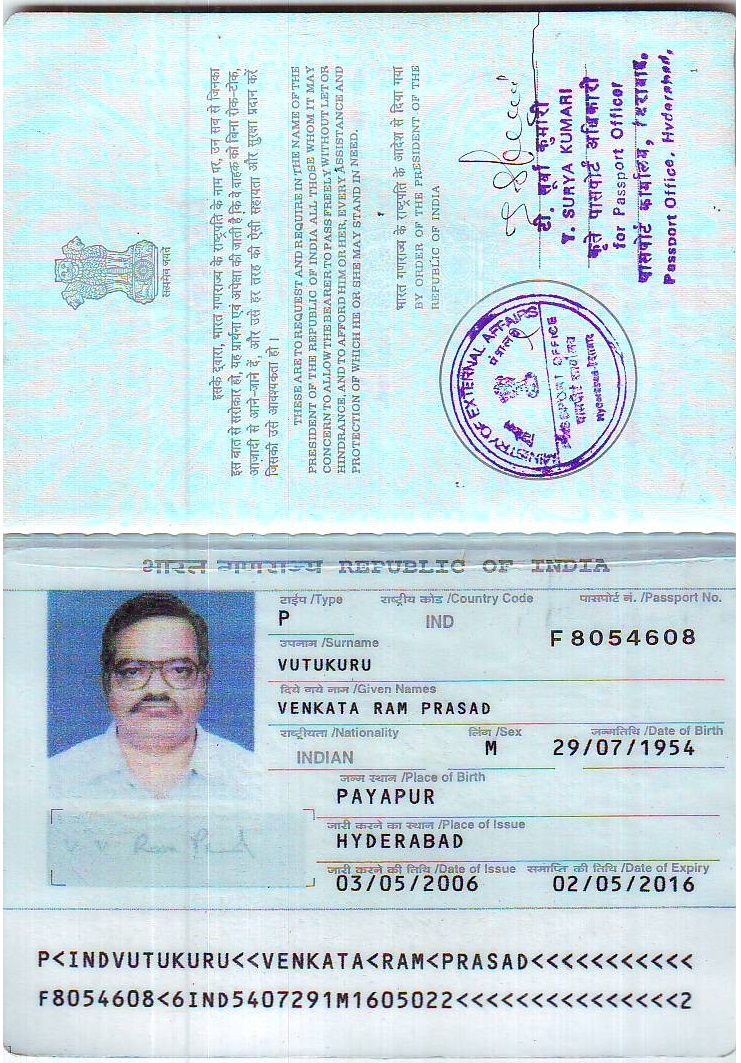 सत्यमेव जयते
इसके द्वारा, भारत गणराज्य के राष्ट्रपति के नाम पर, उन सब से जिनका
इस बात से सरोकार हो, यह प्रार्थना एवं अपेक्षा की जाती है कि वे वाहक को बिना रोक-टोक,
आज़ादी से आने-जाने दें, और उसे हर तरह की ऐसी सहायता और सुरक्षा प्रदान करें
जिसकी उसे आवश्यकता हो।
THESE ARE TO REQUEST AND REQUIRE IN THE NAME OF THE
PRESIDENT OF THE REPUBLIC OF INDIA ALL THOSE WHOM IT MAY
CONCERN TO ALLOW THE BEARER TO PASS FREELY WITHOUT LET OR
HINDRANCE, AND TO AFFORD HIM OR HER, EVERY ASSISTANCE AND
PROTECTION OF WHICH HE OR SHE MAY STAND IN NEED.
भारत गणराज्य के राष्ट्रपति के आदेश से दिया गया
BY ORDER OF THE PRESIDENT OF THE
REPUBLIC OF INDIA
टी. सूर्या कुमारी
T. SURYA KUMARI
कृते पासपोर्ट अधिकारी
for Passport Officer
पासपोर्ट कार्यालय, हैदराबाद.
Passport Office, Hyderabad,
1
MINISTRY OF EXTERNAL AFFAIRS
PASSPORT OFFICE
पासपोर्ट कार्यालय
भारत गणराज्य REPUBLIC OF INDIA
टाईप /Type राष्ट्रीय कोड /Country Code पासपोर्ट नं. /Passport No.
P IND F8054608
उपनाम /Surname
VUTUKURU
दिये गये नाम /Given Names
VENKATA RAM PRASAD
राष्ट्रीयता /Nationality लिंग /Sex जन्मतिथि /Date of Birth
INDIAN M 29/07/1954
जन्म स्थान /Place of Birth
PAYAPUR
जारी करने का स्थान /Place of Issue
HYDERABAD
जारी करने की तिथि /Date of Issue समाप्ति की तिथि /Date of Expiry
03/05/2006 02/05/2016
V. V. Ram Prasad
P<INDVUTUKURU<<VENKATA<RAM<PRASAD<<<<<<<<<<<
F8054608<6IND5407291M1605022<<<<<<<<<<<<<<<2